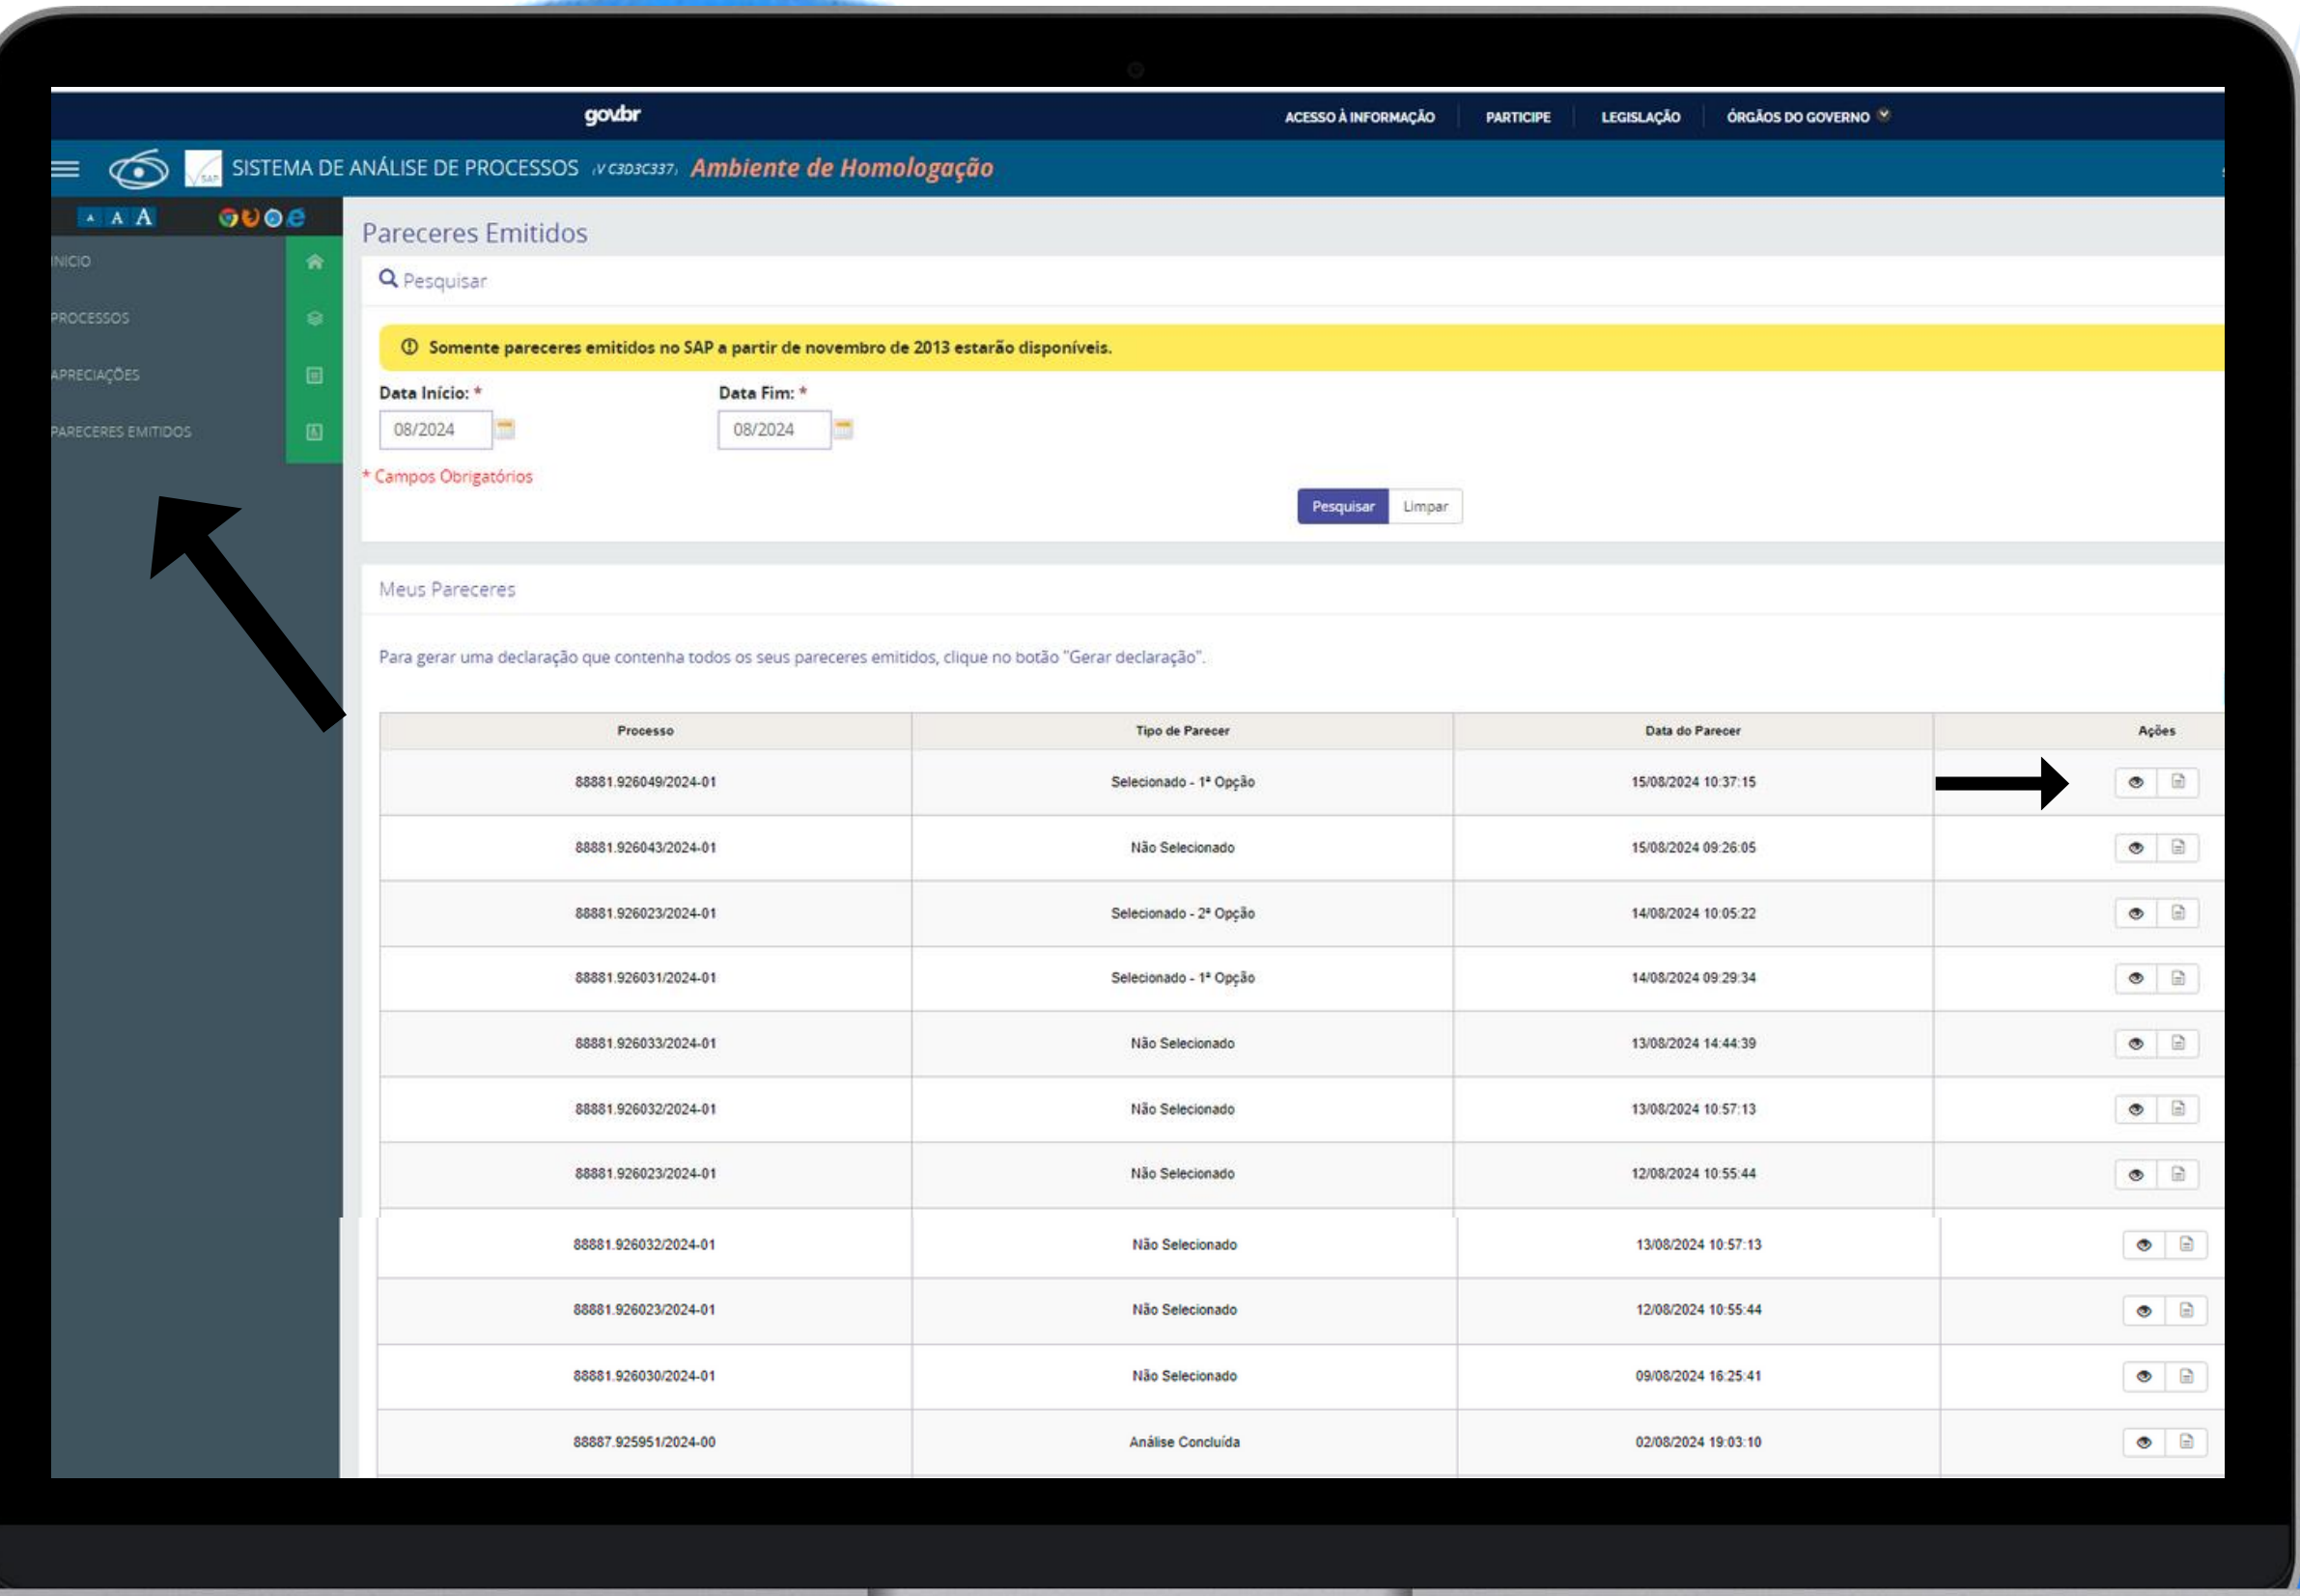 govbr ACESSO À INFORMAÇÃO PARTICIPE LEGISLAÇÃO ÓRGÃOS DO GOVERNO
SAP SISTEMA DE ANÁLISE DE PROCESSOS (V C3D3C337) Ambiente de Homologação
A A A
INICIO
PROCESSOS
APRECIAÇÕES
PARECERES EMITIDOS
Pareceres Emitidos
Pesquisar
Somente pareceres emitidos no SAP a partir de novembro de 2013 estarão disponíveis.
Data Início: * Data Fim: *
08/2024 08/2024
* Campos Obrigatórios
Pesquisar Limpar
Meus Pareceres
Para gerar uma declaração que contenha todos os seus pareceres emitidos, clique no botão "Gerar declaração".
Processo Tipo de Parecer Data do Parecer Ações
88881.926049/2024-01 Selecionado - 1ª Opção 15/08/2024 10:37:15
88881.926043/2024-01 Não Selecionado 15/08/2024 09:26:05
88881.926023/2024-01 Selecionado - 2ª Opção 14/08/2024 10:05:22
88881.926031/2024-01 Selecionado - 1ª Opção 14/08/2024 09:29:34
88881.926033/2024-01 Não Selecionado 13/08/2024 14:44:39
88881.926032/2024-01 Não Selecionado 13/08/2024 10:57:13
88881.926023/2024-01 Não Selecionado 12/08/2024 10:55:44
88881.926032/2024-01 Não Selecionado 13/08/2024 10:57:13
88881.926023/2024-01 Não Selecionado 12/08/2024 10:55:44
88881.926030/2024-01 Não Selecionado 09/08/2024 16:25:41
88887.925951/2024-00 Análise Concluída 02/08/2024 19:03:10